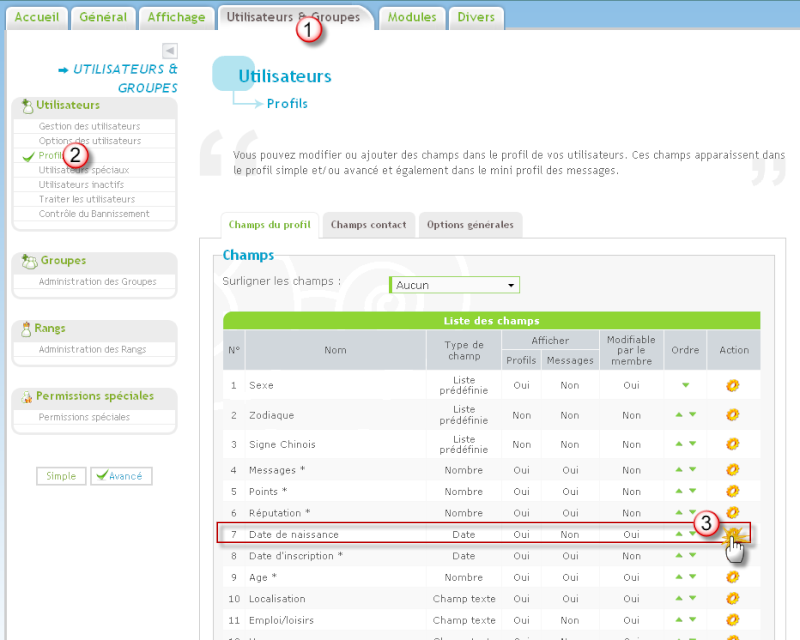 Accueil Général Affichage Utilisateurs & Groupes Modules Divers
1
UTILISATEURS &
GROUPES
Utilisateurs
Gestion des utilisateurs
Options des utilisateurs
Profil
2
Utilisateurs spéciaux
Utilisateurs inactifs
Traiter les utilisateurs
Contrôle du Bannissement
Groupes
Administration des Groupes
Rangs
Administration des Rangs
Permissions spéciales
Permissions spéciales
Simple Avancé
Utilisateurs
Profils
Vous pouvez modifier ou ajouter des champs dans le profil de vos utilisateurs. Ces champs apparaissent dans
le profil simple et/ou avancé et également dans le mini profil des messages.
Champs du profil Champs contact Options générales
Champs
Surligner les champs : Aucun
Liste des champs
N° Nom Type de champ Afficher Profils Messages Modifiable par le membre Ordre Action
1 Sexe Liste prédéfinie Oui Non Oui
2 Zodiaque Liste prédéfinie Non Non Non
3 Signe Chinois Liste prédéfinie Non Non Non
4 Messages * Nombre Oui Oui Non
5 Points * Nombre Oui Oui Non
6 Réputation * Nombre Oui Oui Non
7 Date de naissance Date Oui Non Oui 3
8 Date d'inscription * Date Oui Oui Non
9 Age * Nombre Oui Oui Non
10 Localisation Champ texte Oui Oui Oui
11 Emploi/loisirs Champ texte Oui Non Oui